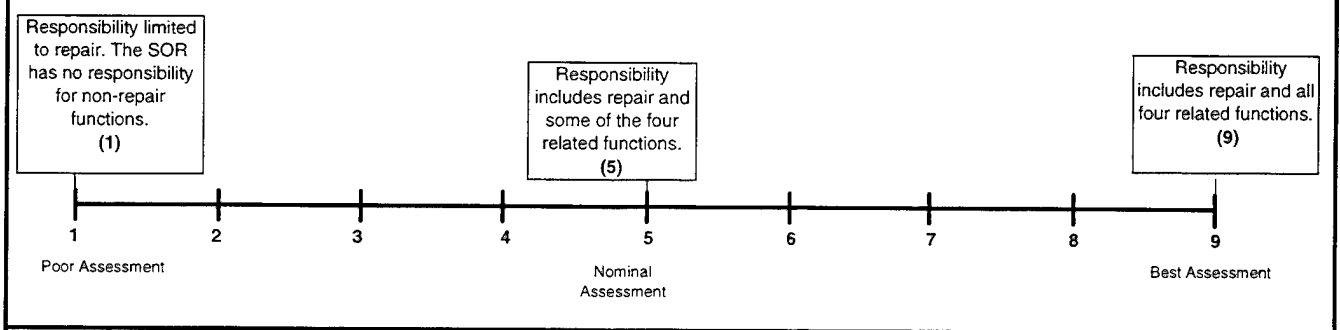 Responsibility limited
to repair. The SOR
has no responsibility
for non-repair
functions.
(1)
Responsibility
includes repair and
some of the four
related functions.
(5)
Responsibility
includes repair and all
four related functions.
(9)
1 2 3 4 5 6 7 8 9
Poor Assessment
Nominal
Assessment
Best Assessment